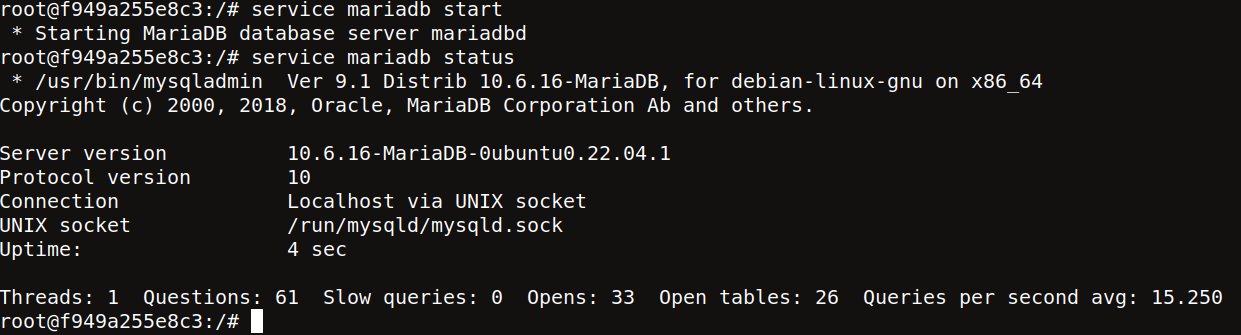 root@f949a255e8c3:/# service mariadb start
 * Starting MariaDB database server mariadbd
root@f949a255e8c3:/# service mariadb status
 * /usr/bin/mysqladmin  Ver 9.1 Distrib 10.6.16-MariaDB, for debian-linux-gnu on x86_64
Copyright (c) 2000, 2018, Oracle, MariaDB Corporation Ab and others.

Server version          10.6.16-MariaDB-0ubuntu0.22.04.1
Protocol version        10
Connection              Localhost via UNIX socket
UNIX socket             /run/mysqld/mysqld.sock
Uptime:                 4 sec

Threads: 1  Questions: 61  Slow queries: 0  Opens: 33  Open tables: 26  Queries per second avg: 15.250
root@f949a255e8c3:/#